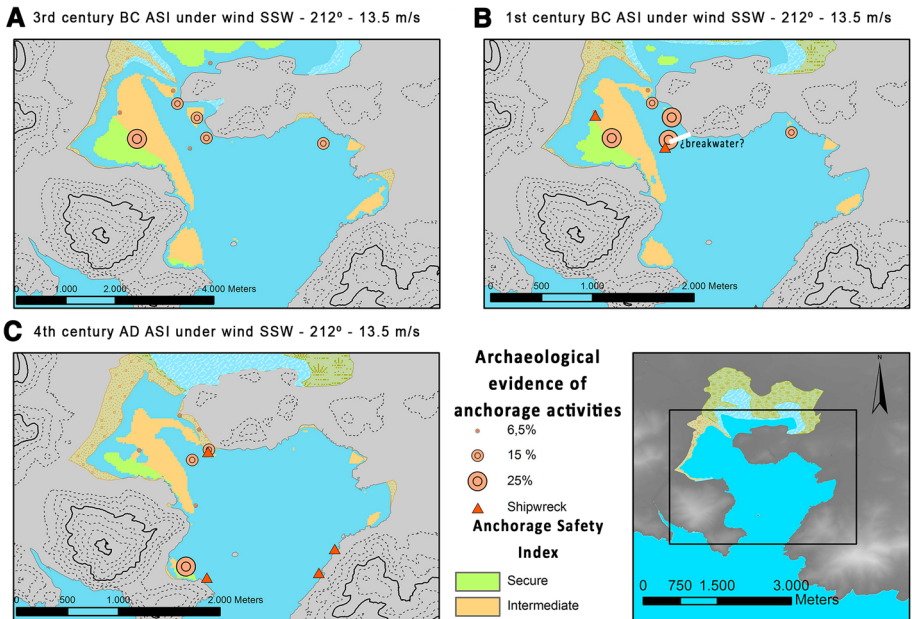 A 3rd century BC ASI under wind SSW - 212º - 13.5 m/s
0 1.000 2.000 4.000 Meters
B 1st century BC ASI under wind SSW - 212º - 13.5 m/s
¿breakwater?
0 500 1.000 2.000 Meters
C 4th century AD ASI under wind SSW - 212º - 13.5 m/s
0 500 1.000 2.000 Meters
Archaeological
evidence of
anchorage activities
6,5%
15 %
25%
Shipwreck
Anchorage Safety
Index
Secure
Intermediate
N
0 750 1.500 3.000
Meters